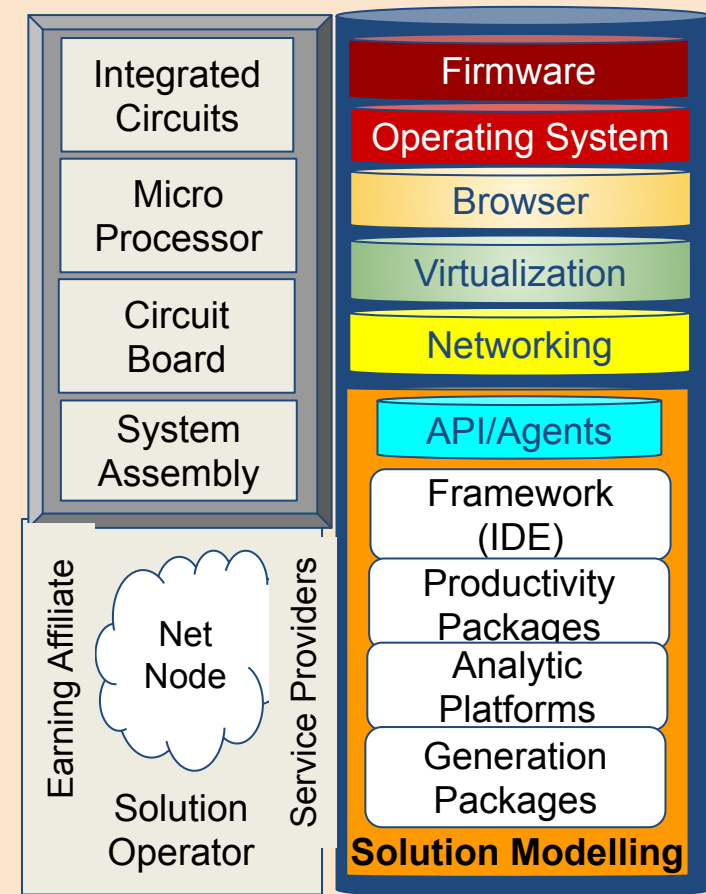 Integrated
Circuits
Micro
Processor
Circuit
Board
System
Assembly
Earning Affiliate
Net
Node
Service Providers
Solution
Operator
Firmware
Operating System
Browser
Virtualization
Networking
API/Agents
Framework
(IDE)
Productivity
Packages
Analytic
Platforms
Generation
Packages
Solution Modelling